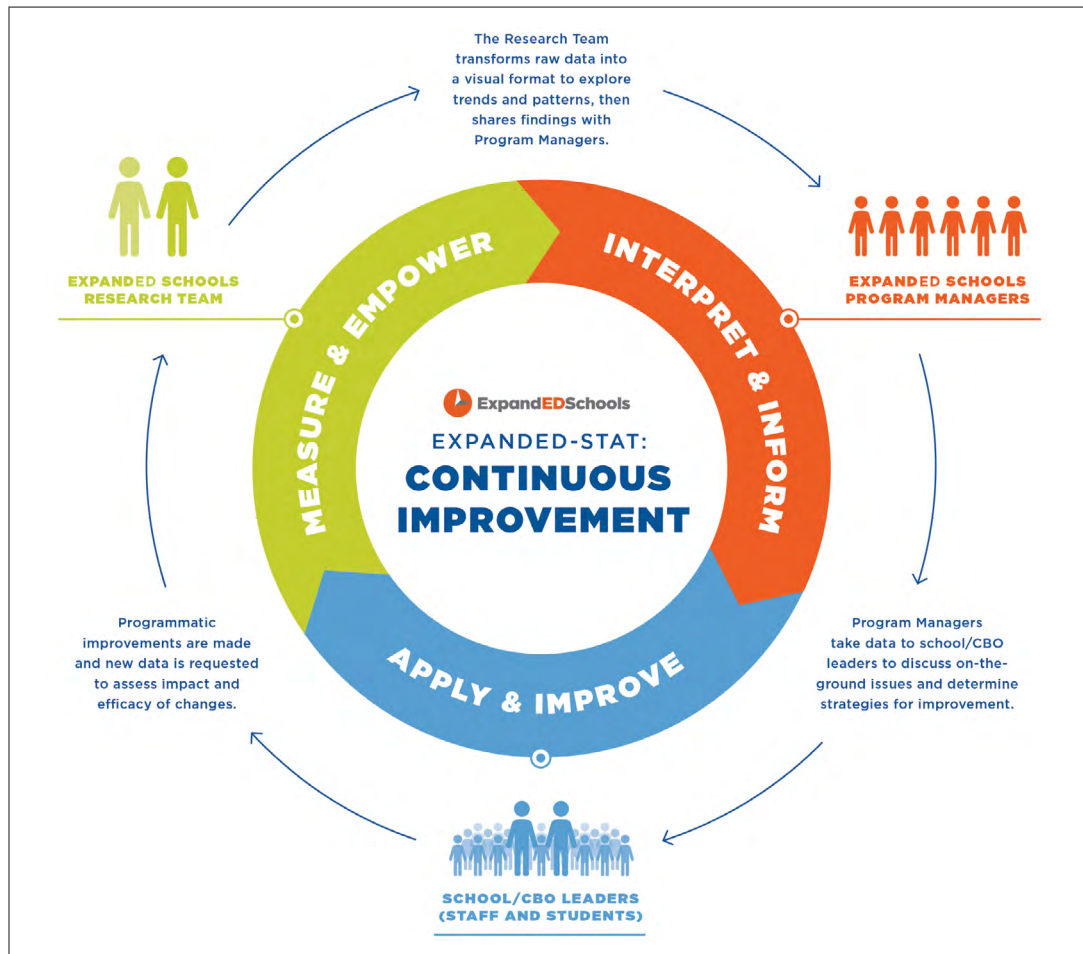 The Research Team
transforms raw data into
a visual format to explore
trends and patterns, then
shares findings with
Program Managers.
EXPANDED SCHOOLS
RESEARCH TEAM
EXPANDED SCHOOLS
PROGRAM MANAGERS
MEASURE & EMPOWER
INTERPRET & INFORM
ExpandEDSchools
EXPANDED-STAT:
CONTINUOUS
IMPROVEMENT
APPLY & IMPROVE
Programmatic
improvements are made
and new data is requested
to assess impact and
efficacy of changes.
Program Managers
take data to school/CBO
leaders to discuss on-the-
ground issues and determine
strategies for improvement.
SCHOOL/CBO LEADERS
(STAFF AND STUDENTS)